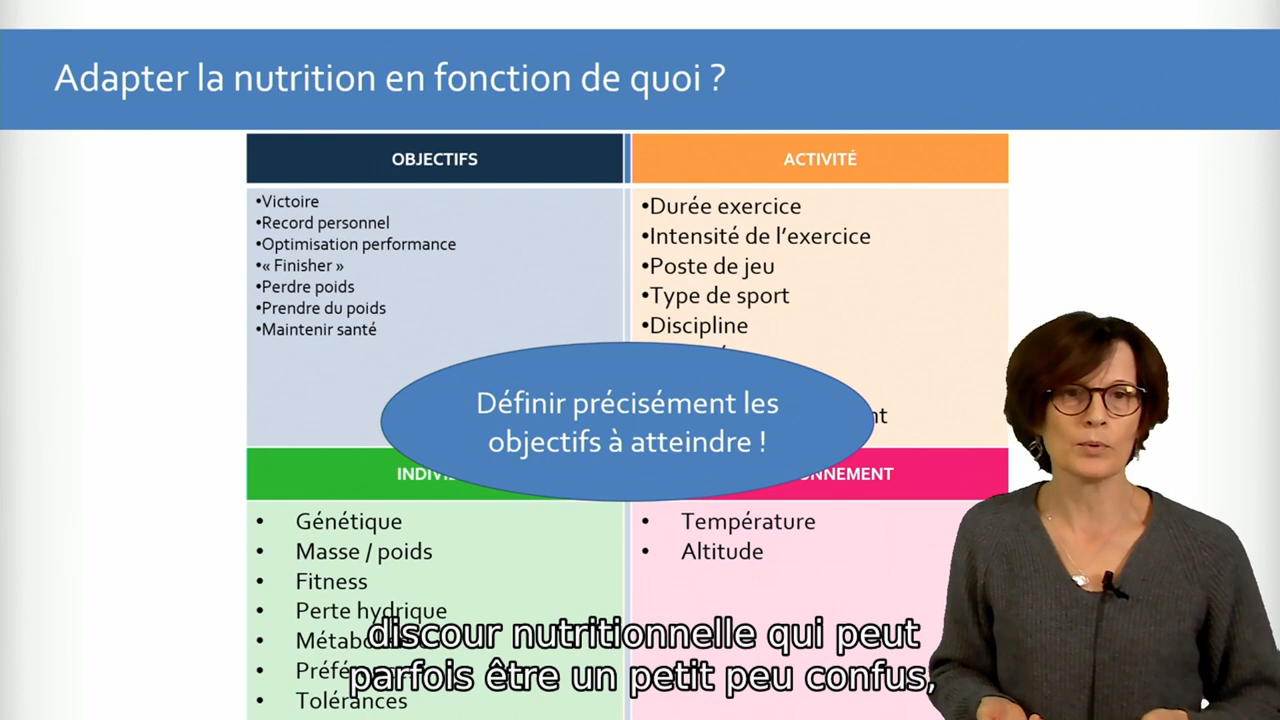 Adapter la nutrition en fonction de quoi ?
OBJECTIFS
•Victoire
•Record personnel
•Optimisation performance
•« Finisher »
•Perdre poids
•Prendre du poids
•Maintenir santé
ACTIVITÉ
•Durée exercice
•Intensité de l’exercice
•Poste de jeu
•Type de sport
•Discipline
Définir précisément les
objectifs à atteindre !
• Génétique
• Masse / poids
• Fitness
• Perte hydrique
• Tolérances
• Température
• Altitude
discour nutritionnelle qui peut
parfois être un petit peu confus,